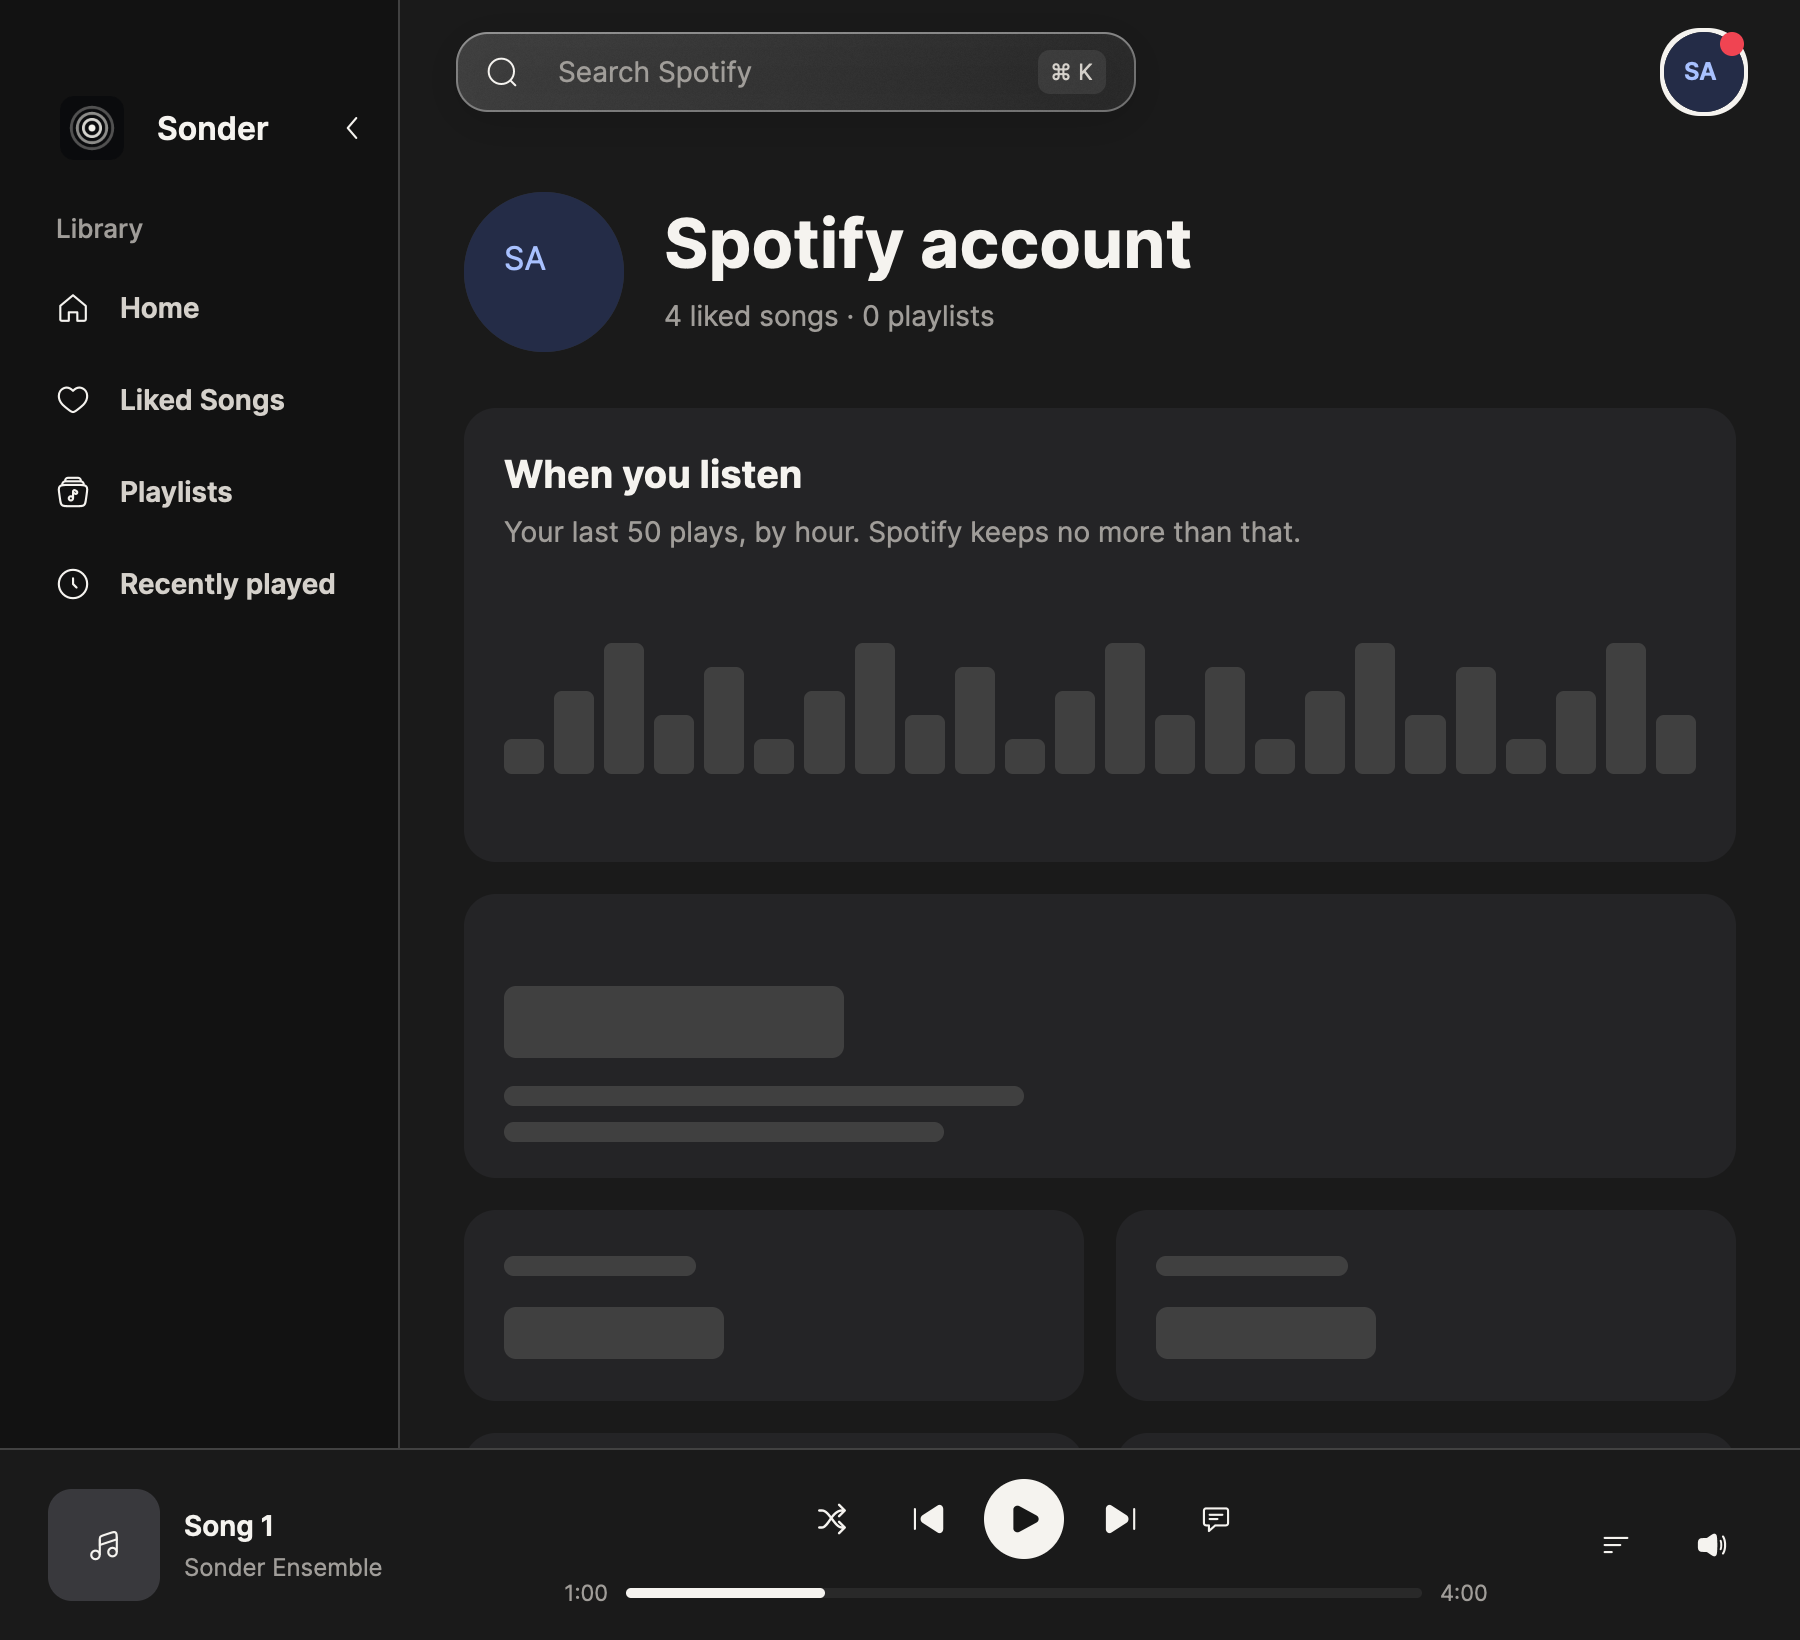 Sonder
Library
Home
Liked Songs
Playlists
Recently played
Search Spotify
⌘ K
SA
SA
Spotify account
4 liked songs · 0 playlists
When you listen
Your last 50 plays, by hour. Spotify keeps no more than that.
Song 1
Sonder Ensemble
1:00
4:00